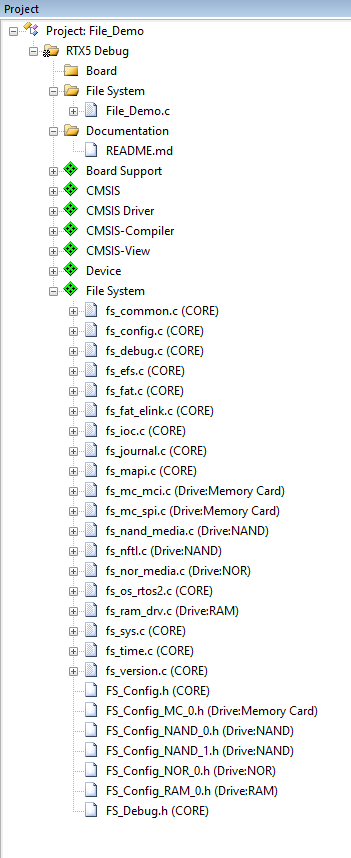 Project
Project: File_Demo
RTX5 Debug
Board
File System
File_Demo.c
Documentation
README.md
Board Support
CMSIS
CMSIS Driver
CMSIS-Compiler
CMSIS-View
Device
File System
fs_common.c (CORE)
fs_config.c (CORE)
fs_debug.c (CORE)
fs_efs.c (CORE)
fs_fat.c (CORE)
fs_fat_elink.c (CORE)
fs_ioc.c (CORE)
fs_journal.c (CORE)
fs_mapi.c (CORE)
fs_mc_mci.c (Drive:Memory Card)
fs_mc_spi.c (Drive:Memory Card)
fs_nand_media.c (Drive:NAND)
fs_nftl.c (Drive:NAND)
fs_nor_media.c (Drive:NOR)
fs_os_rtos2.c (CORE)
fs_ram_drv.c (Drive:RAM)
fs_sys.c (CORE)
fs_time.c (CORE)
fs_version.c (CORE)
FS_Config.h (CORE)
FS_Config_MC_0.h (Drive:Memory Card)
FS_Config_NAND_0.h (Drive:NAND)
FS_Config_NAND_1.h (Drive:NAND)
FS_Config_NOR_0.h (Drive:NOR)
FS_Config_RAM_0.h (Drive:RAM)
FS_Debug.h (CORE)